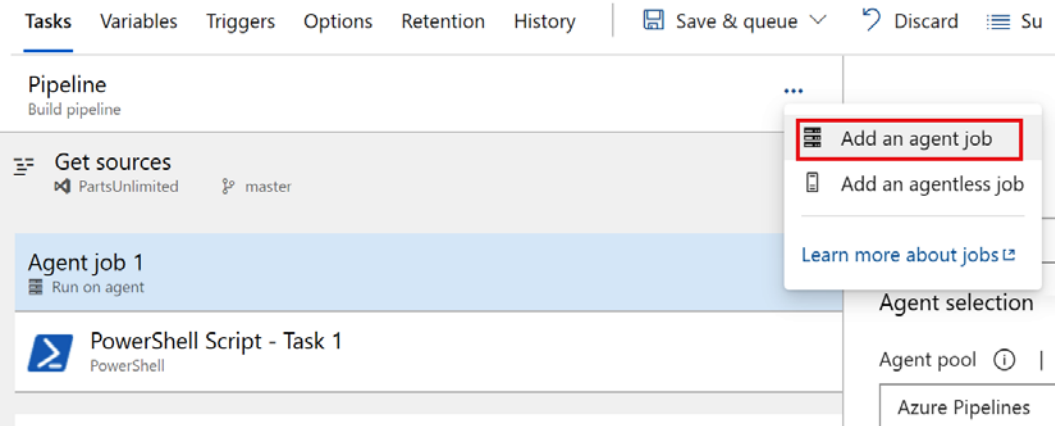 Tasks Variables Triggers Options Retention History Save & queue Discard Su
Pipeline
Build pipeline
Add an agent job
Add an agentless job
Learn more about jobs
Get sources
PartsUnlimited master
Agent job 1
Run on agent
PowerShell Script - Task 1
PowerShell
Agent selection
Agent pool
Azure Pipelines